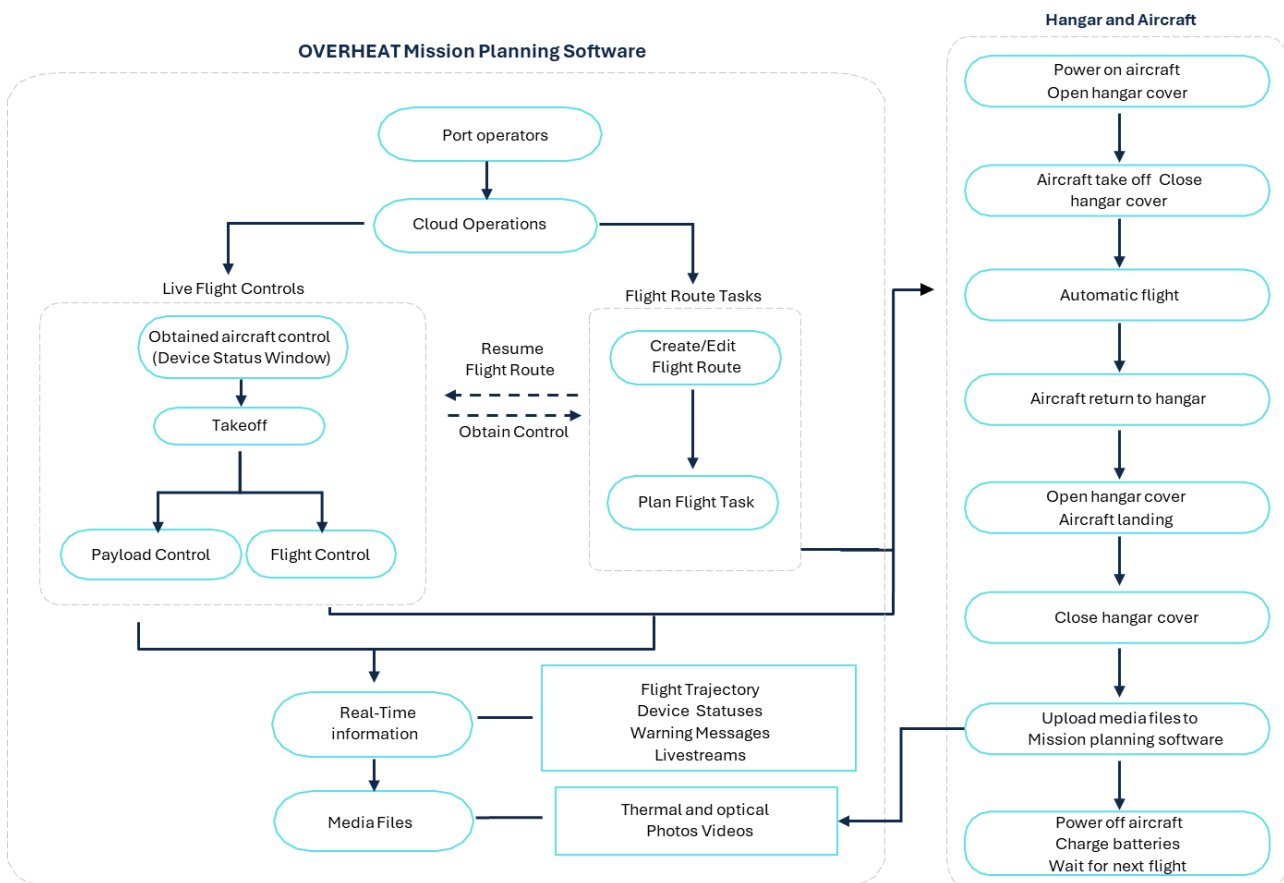 OVERHEAT Mission Planning Software
Port operators
Cloud Operations
Live Flight Controls
Obtained aircraft control
(Device Status Window)
Takeoff
Payload Control
Flight Control
Resume
Flight Route
Obtain Control
Flight Route Tasks
Create/Edit
Flight Route
Plan Flight Task
Real-Time
information
Flight Trajectory
Device Statuses
Warning Messages
Livestreams
Media Files
Thermal and optical
Photos Videos
Hangar and Aircraft
Power on aircraft
Open hangar cover
Aircraft take off Close
hangar cover
Automatic flight
Aircraft return to hangar
Open hangar cover
Aircraft landing
Close hangar cover
Upload media files to
Mission planning software
Power off aircraft
Charge batteries
Wait for next flight